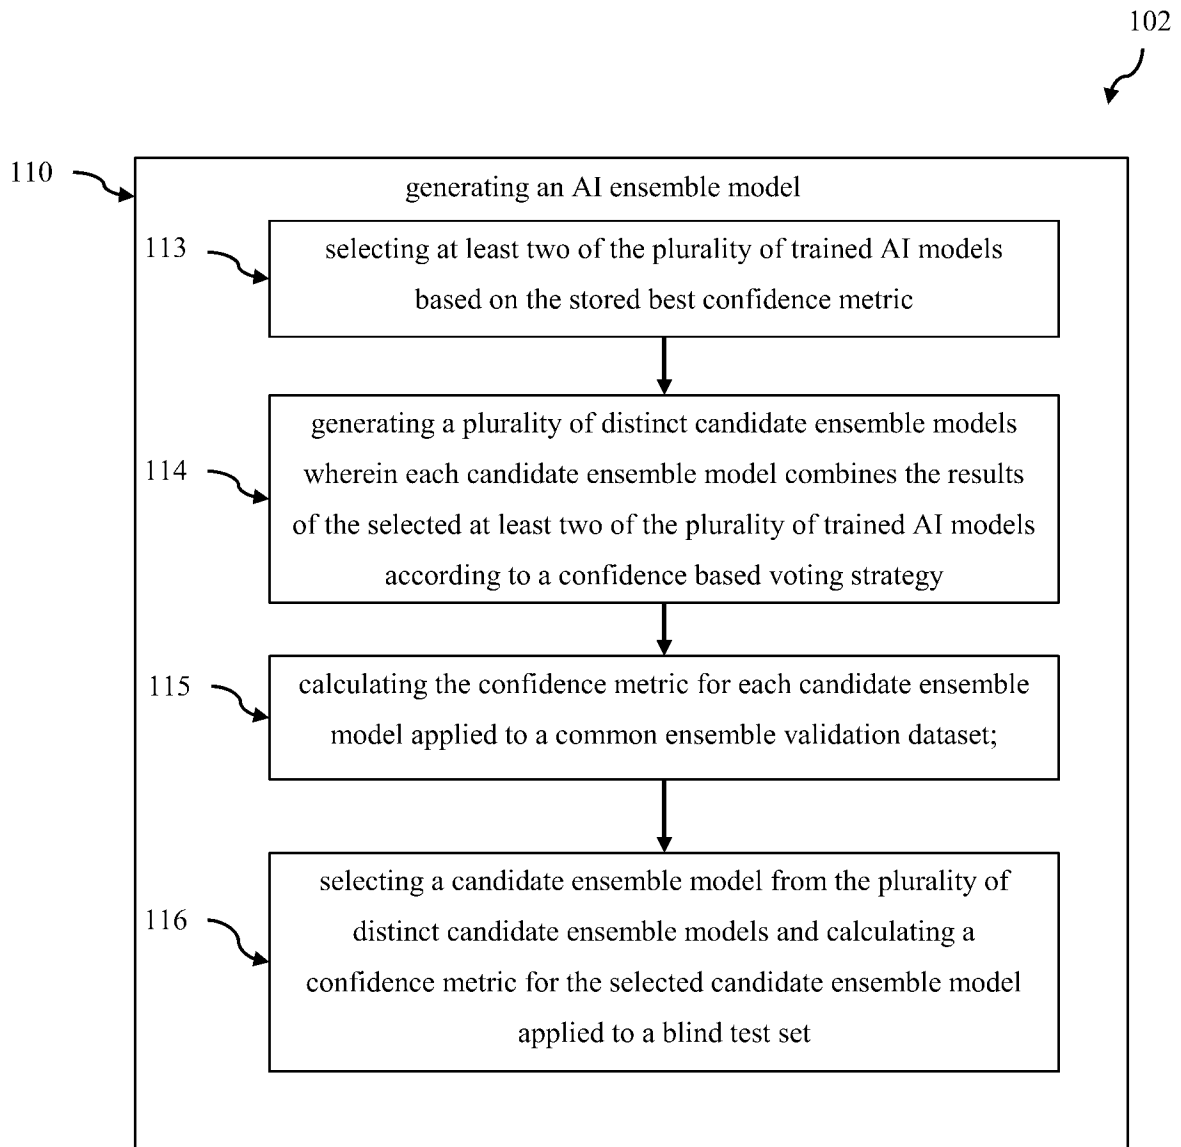 102
110
generating an AI ensemble model
113
selecting at least two of the plurality of trained AI models
based on the stored best confidence metric
generating a plurality of distinct candidate ensemble models
114
wherein each candidate ensemble model combines the results
of the selected at least two of the plurality of trained AI models
according to a confidence based voting strategy
115
calculating the confidence metric for each candidate ensemble
model applied to a common ensemble validation dataset;
selecting a candidate ensemble model from the plurality of
116
distinct candidate ensemble models and calculating a
confidence metric for the selected candidate ensemble model
applied to a blind test set